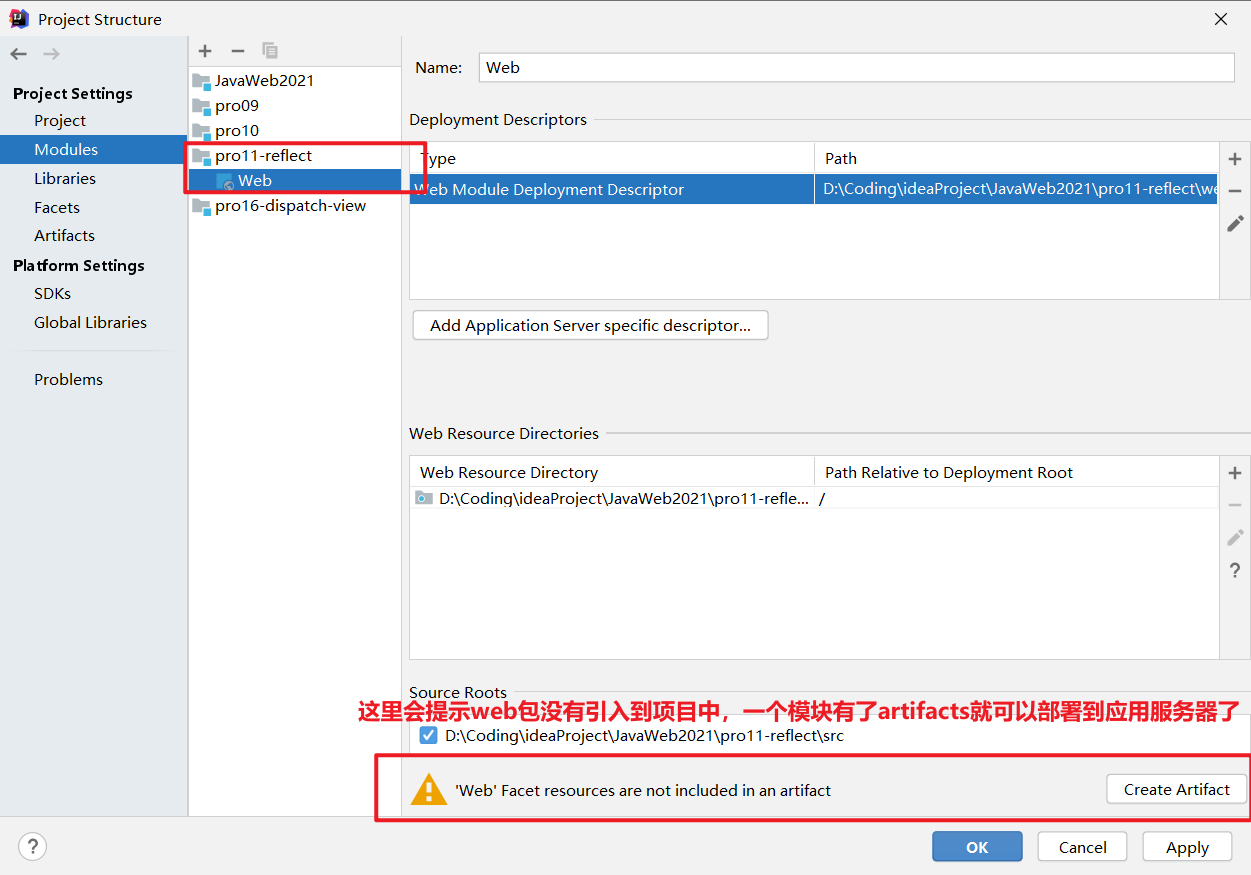 Project Structure
Project Settings
Project
Modules
Libraries
Facets
Artifacts
Platform Settings
SDKs
Global Libraries
Problems
JavaWeb2021
pro09
pro10
pro11-reflect
Web
pro16-dispatch-view
Name: Web
Deployment Descriptors
Type Path
Web Module Deployment Descriptor D:\Coding\ideaProject\JavaWeb2021\pro11-reflect\we
Add Application Server specific descriptor...
Web Resource Directories
Web Resource Directory Path Relative to Deployment Root
D:\Coding\ideaProject\JavaWeb2021\pro11-refle... /
Source Roots
这里会提示web包没有引入到项目中，一个模块有了artifacts就可以部署到应用服务器了
D:\Coding\ideaProject\JavaWeb2021\pro11-reflect\src
'Web' Facet resources are not included in an artifact Create Artifact
? OK Cancel Apply